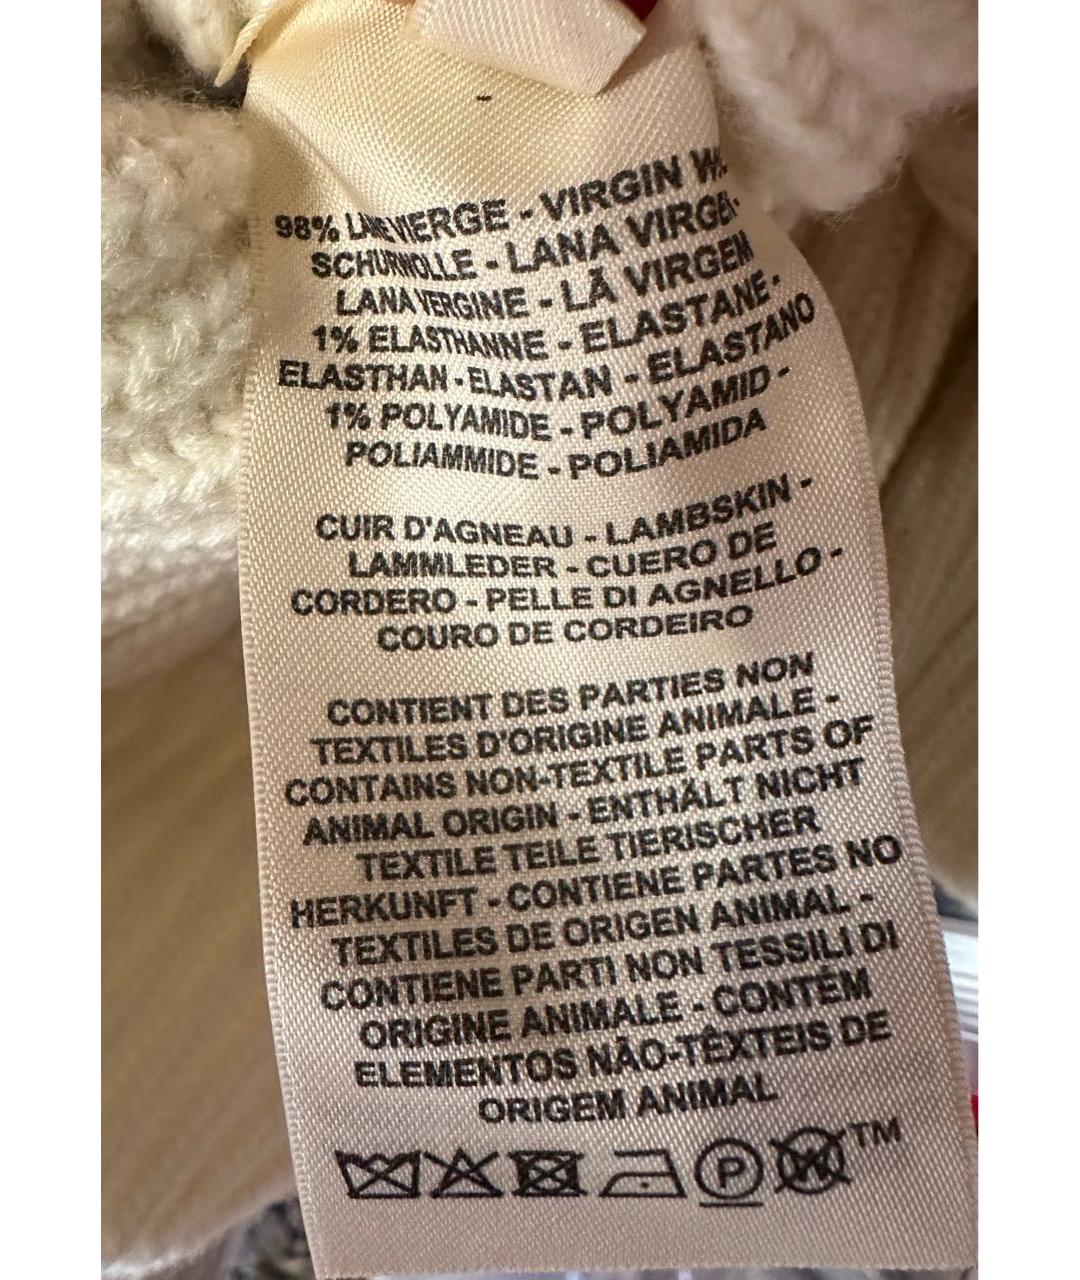 98% LAINE VIERGE - VIRGIN
SCHURWOLLE - LANA VIRGEN-
LANA VERGINE - LÃ VIRGEM
1% ELASTHANNE - ELASTANE-
ELASTHAN-ELASTAN - ELASTANO
1% POLYAMIDE - POLYAMID -
POLIAMMIDE - POLIAMIDA
CUIR D'AGNEAU - LAMBSKIN -
LAMMLEDER - CUERO DE
CORDERO - PELLE DI AGNELLO -
COURO DE CORDEIRO
CONTIENT DES PARTIES NON
TEXTILES D'ORIGINE ANIMALE -
CONTAINS NON-TEXTILE PARTS OF
ANIMAL ORIGIN - ENTHÄLT NICHT
TEXTILE TEILE TIERISCHER
HERKUNFT - CONTIENE PARTES NO
TEXTILES DE ORIGEN ANIMAL -
CONTIENE PARTI NON TESSILI DI
ORIGINE ANIMALE - CONTÉM
ELEMENTOS NÃO-TÊXTEIS DE
ORIGEM ANIMAL
P W TM